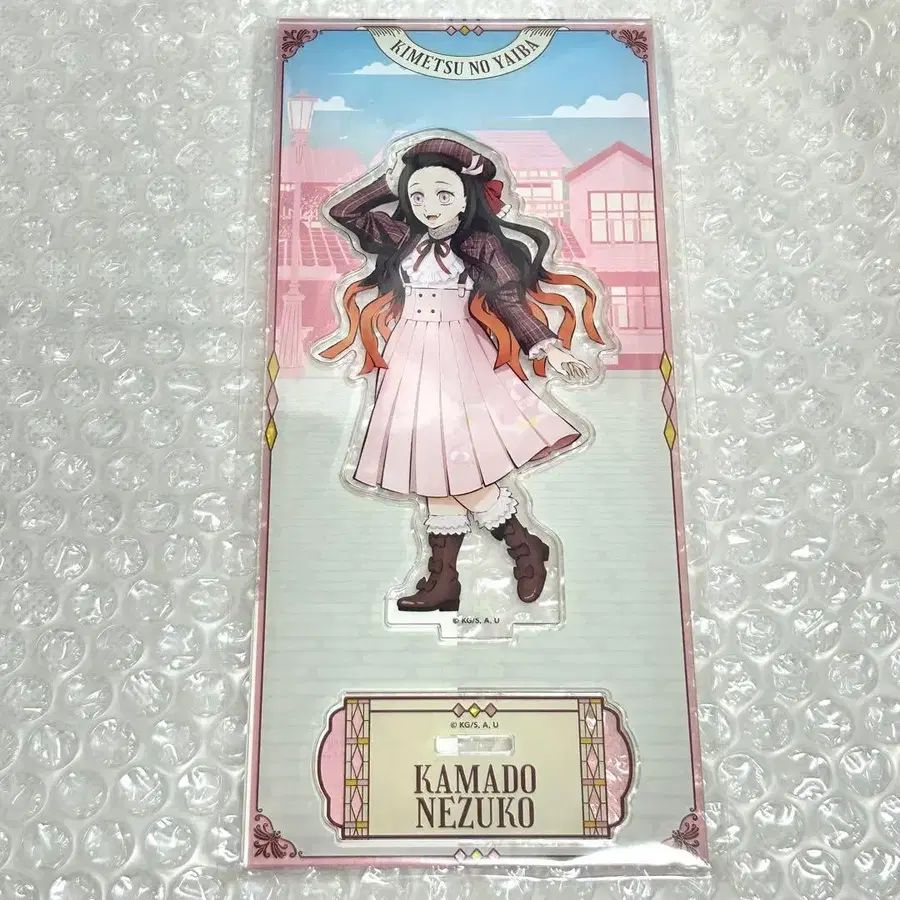 KIMETSU NO YAIBA
© KG/S, A, U
© KG/S, A, U
KAMADO
NEZUKO